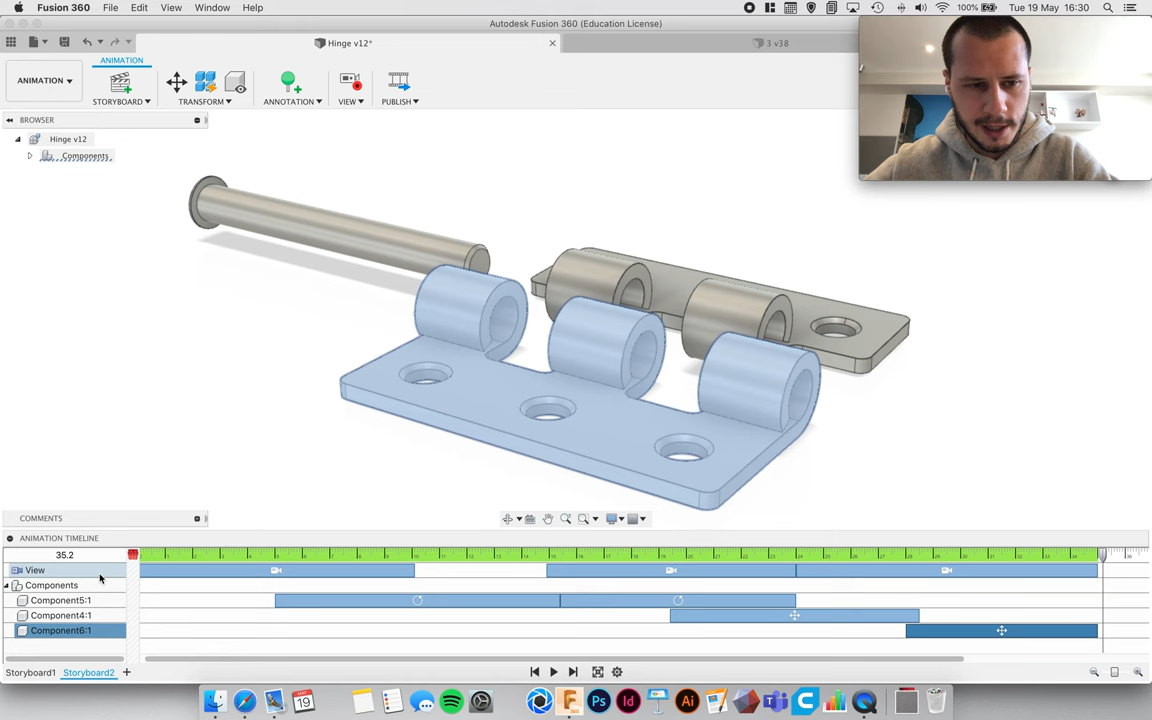 Fusion 360 File Edit View Window Help 100% Tue 19 May 16:30
Autodesk Fusion 360 (Education License)
Hinge v12* 3 v38
ANIMATION
ANIMATION
STORYBOARD TRANSFORM ANNOTATION VIEW PUBLISH
BROWSER
Hinge v12
Components
COMMENTS
ANIMATION TIMELINE
35.2
View
Components
Component5:1
Component4:1
Component6:1
Storyboard1 Storyboard2